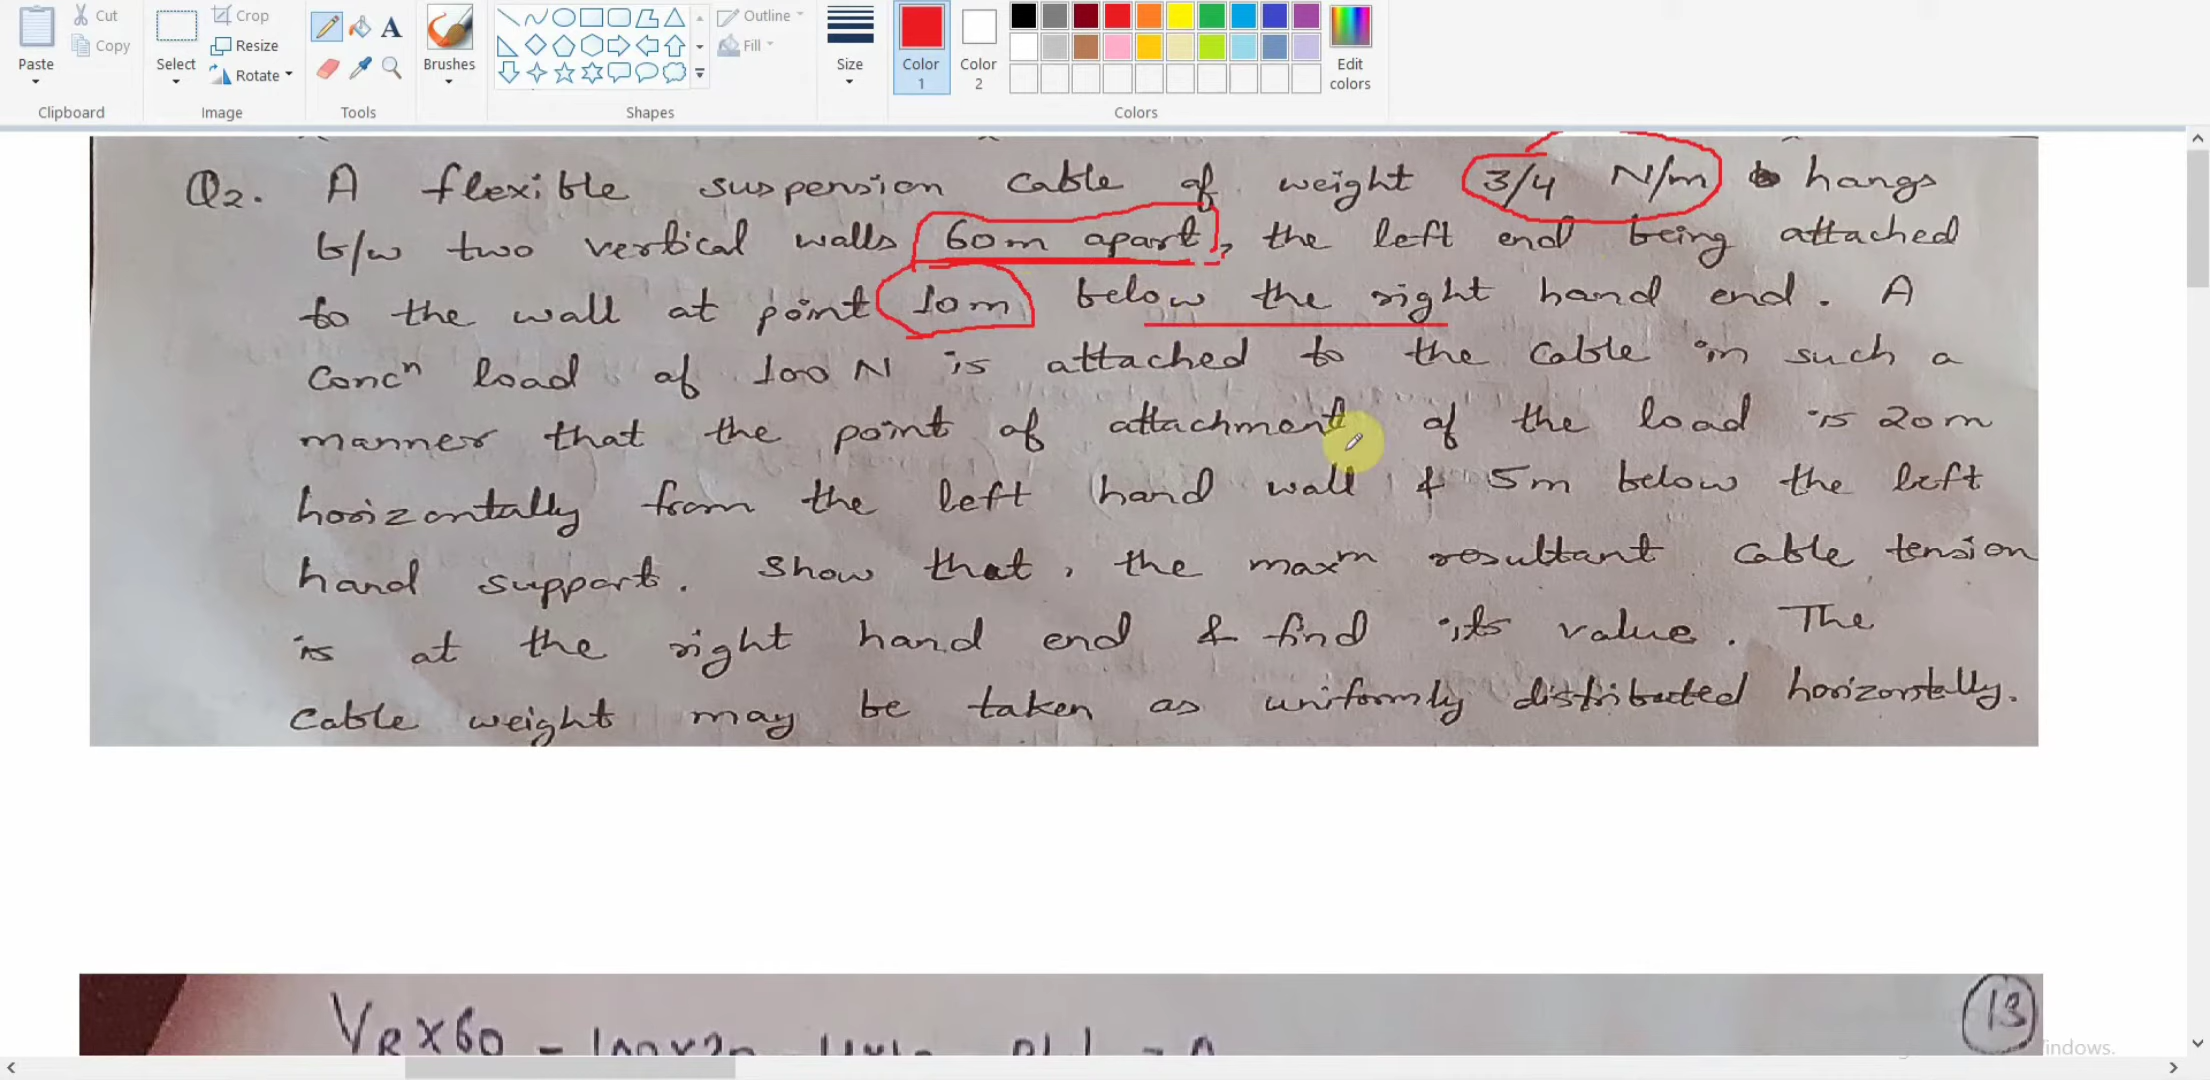 Cut
Copy
Paste
Clipboard
Crop
Resize
Rotate
Select
Image
A
Tools
Brushes
Outline
Fill
Shapes
Size
Color 1
Color 2
Edit colors
Colors
Q2. A flexible suspension cable of weight 3/4 N/m hangs
b/w two vertical walls 60m apart, the left end being attached
to the wall at point 10m below the right hand end. A
concn load of 100 N is attached to the cable in such a
manner that the point of attachment of the load is 20m
horizontally from the left hand wall & 5m below the left
hand support. Show that, the maxm resultant cable tension
is at the right hand end & find its value. The
cable weight may be taken as uniformly distributed horizontally.
13
VR x 60 - 100x20